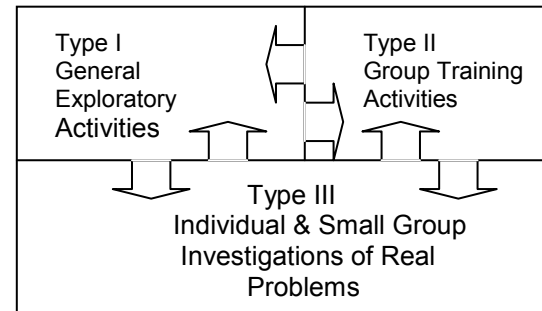 Type I
General
Exploratory
Activities
Type II
Group Training
Activities
Type III
Individual & Small Group
Investigations of Real
Problems